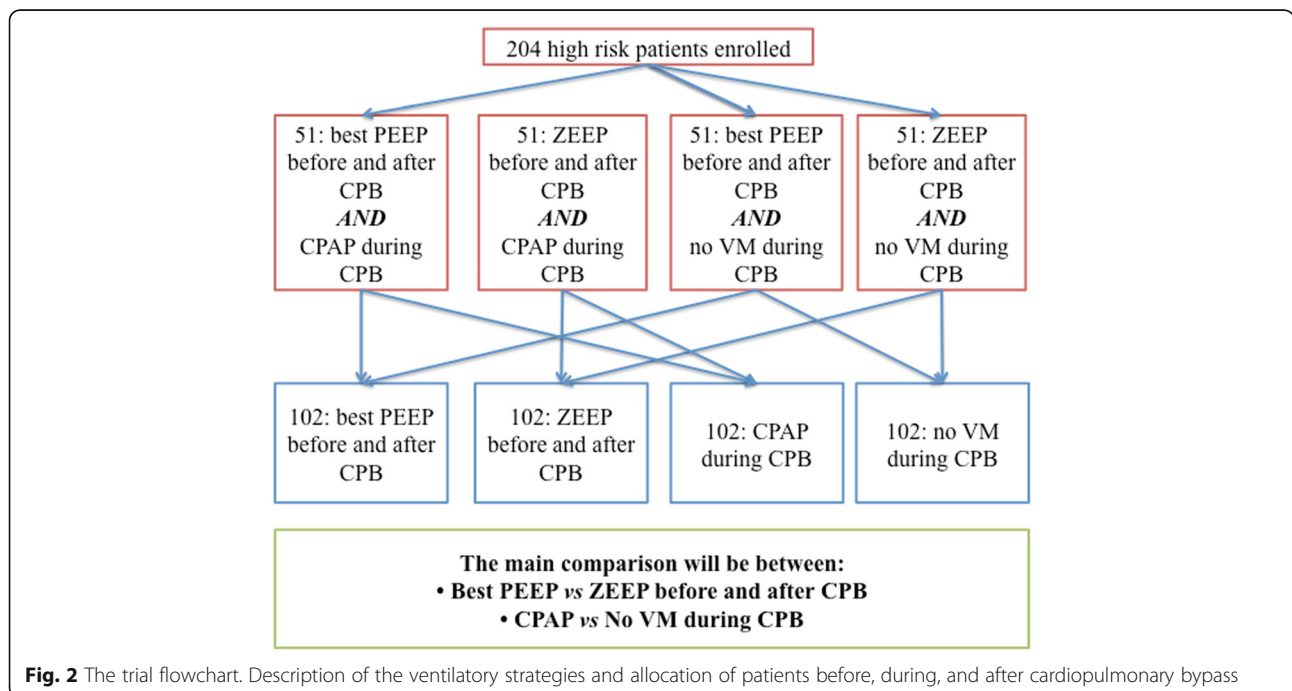 204 high risk patients enrolled
51: best PEEP
before and after
CPB
AND
CPAP during
CPB
51: ZEEP
before and after
CPB
AND
CPAP during
CPB
51: best PEEP
before and after
CPB
AND
no VM during
CPB
51: ZEEP
before and after
CPB
AND
no VM during
CPB
102: best PEEP
before and after
CPB
102: ZEEP
before and after
CPB
102: CPAP
during CPB
102: no VM
during CPB
The main comparison will be between:
• Best PEEP vs ZEEP before and after CPB
• CPAP vs No VM during CPB
Fig. 2 The trial flowchart. Description of the ventilatory strategies and allocation of patients before, during, and after cardiopulmonary bypass